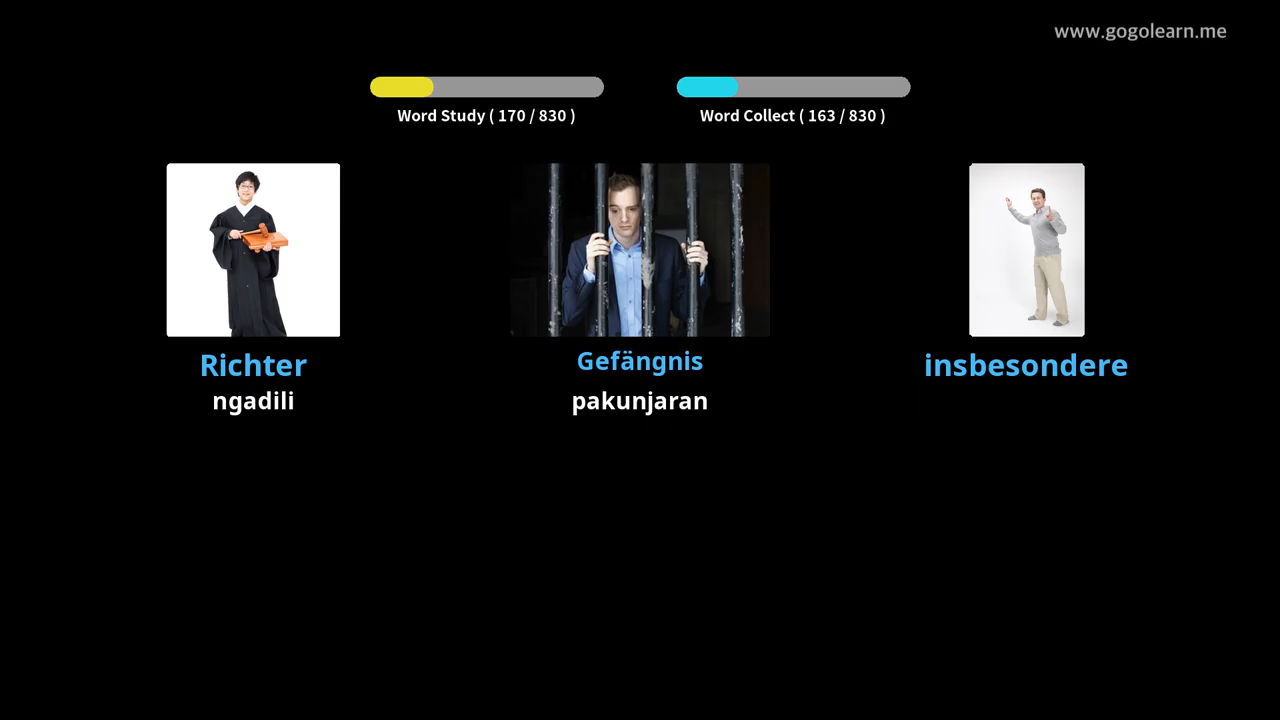 www.gogolearn.me
Word Study ( 170 / 830 )
Word Collect ( 163 / 830 )
Richter
ngadili
Gefängnis
pakunjaran
insbesondere